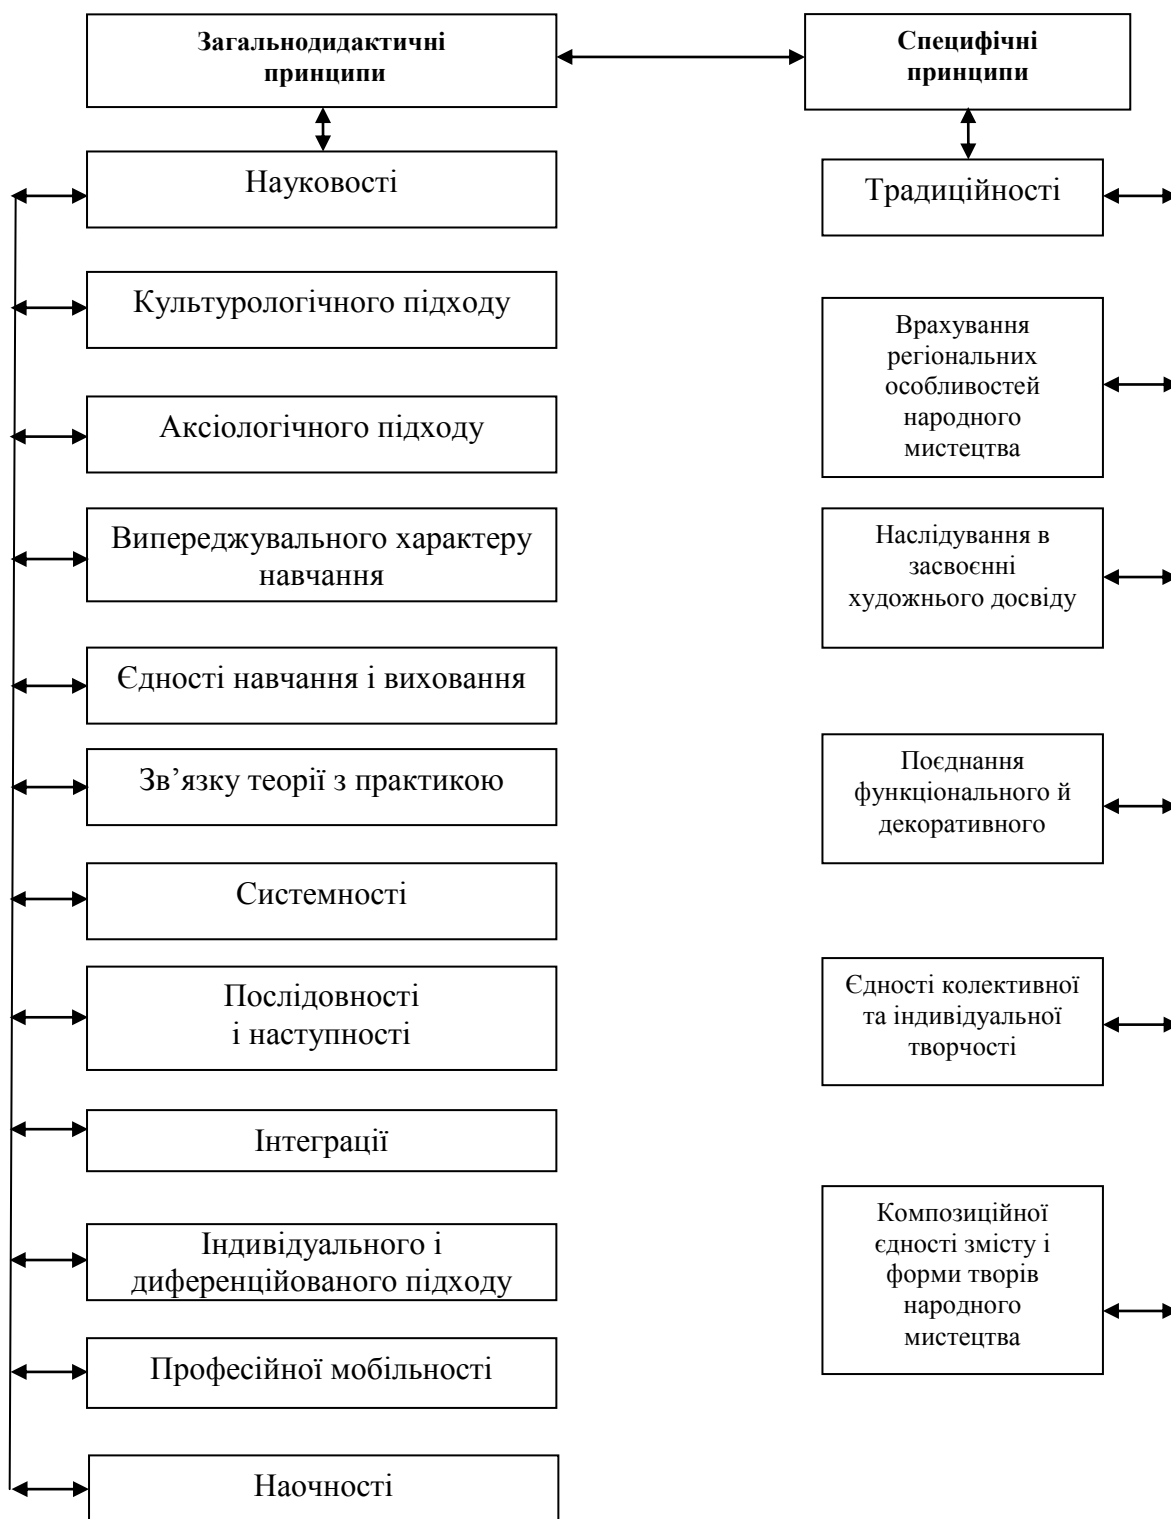 Загальнодидактичні
принципи
Специфічні
принципи
Науковості
Культурологічного підходу
Аксіологічного підходу
Випереджувального характеру
навчання
Єдності навчання і виховання
Зв’язку теорії з практикою
Системності
Послідовності
і наступності
Інтеграції
Індивідуального і
диференційованого підходу
Професійної мобільності
Наочності
Традиційності
Врахування
регіональних
особливостей
народного
мистецтва
Наслідування в
засвоєнні
художнього досвіду
Поєднання
функціонального й
декоративного
Єдності колективної
та індивідуальної
творчості
Композиційної
єдності змісту і
форми творів
народного
мистецтва